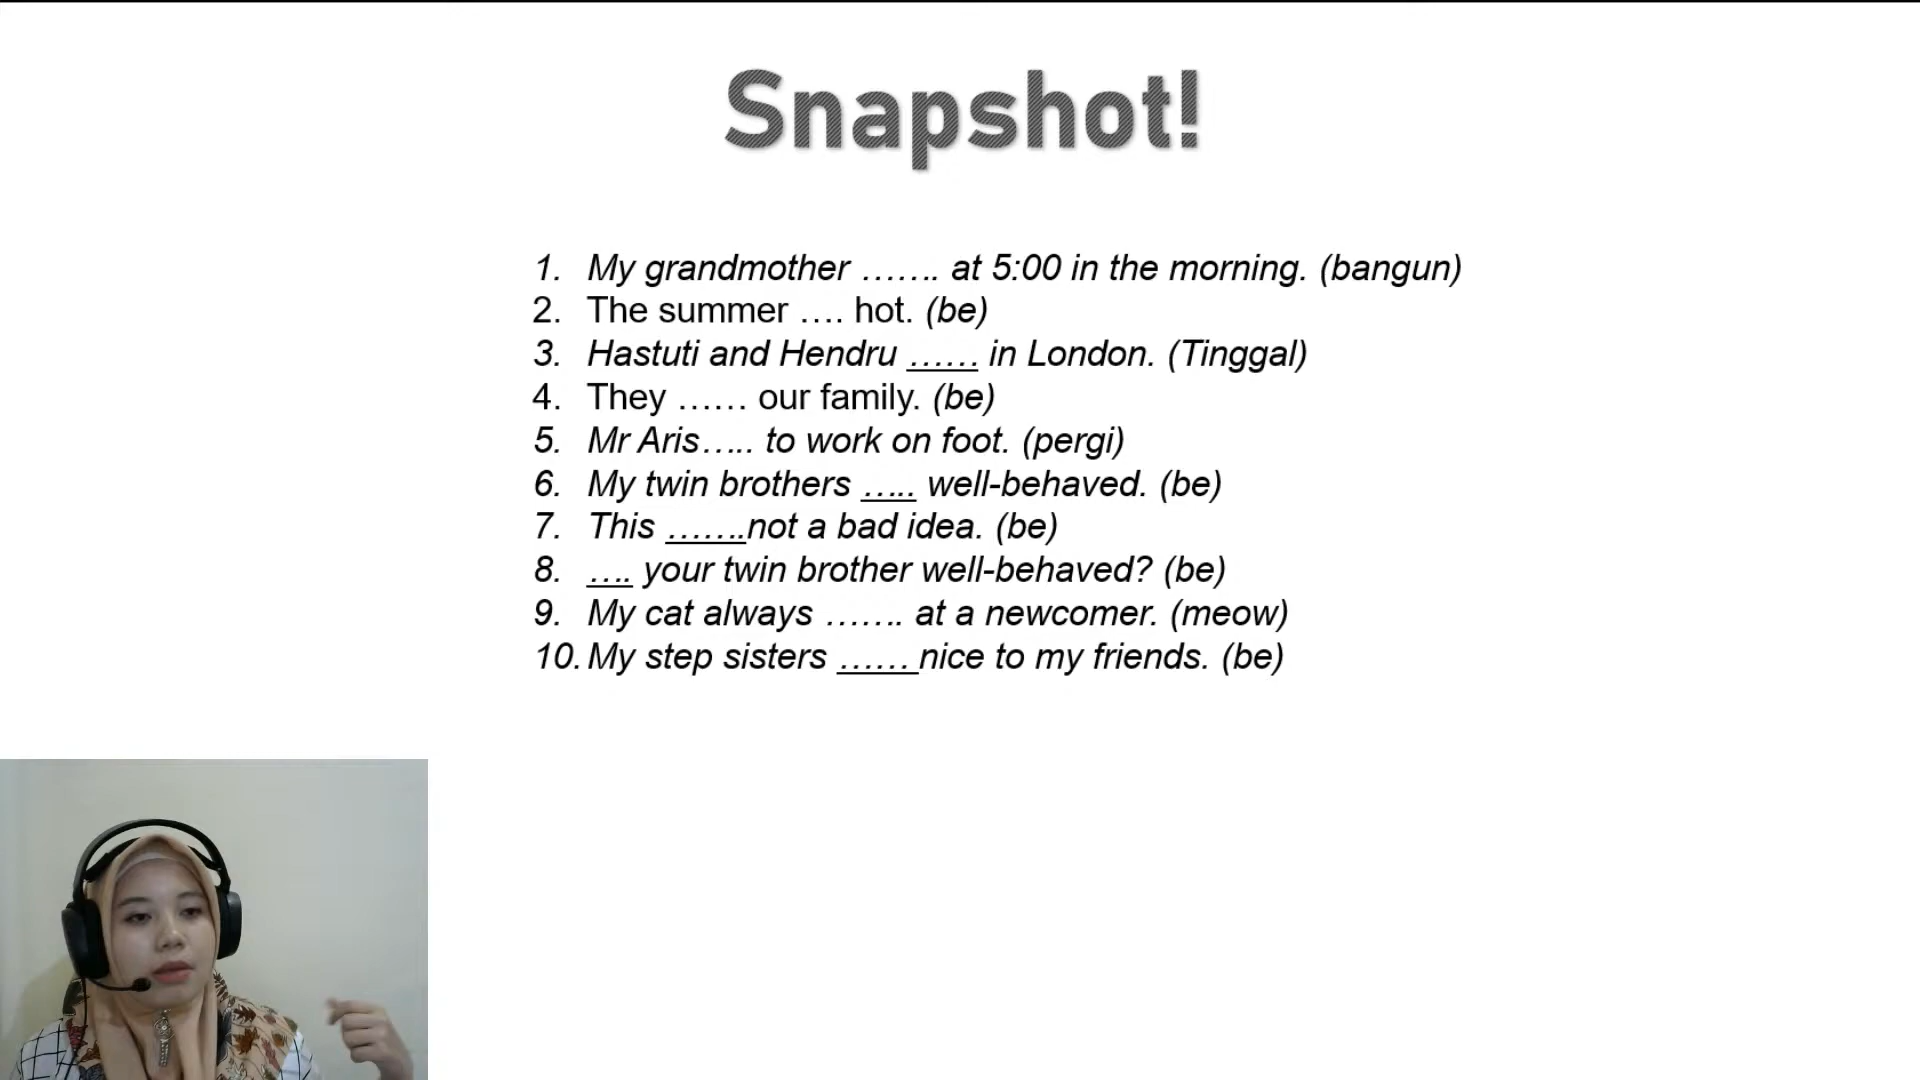 Snapshot!
1. My grandmother ……. at 5:00 in the morning. (bangun)
2. The summer …. hot. (be)
3. Hastuti and Hendru …… in London. (Tinggal)
4. They …… our family. (be)
5. Mr Aris….. to work on foot. (pergi)
6. My twin brothers ….. well-behaved. (be)
7. This …….not a bad idea. (be)
8. …. your twin brother well-behaved? (be)
9. My cat always ……. at a newcomer. (meow)
10. My step sisters …… nice to my friends. (be)